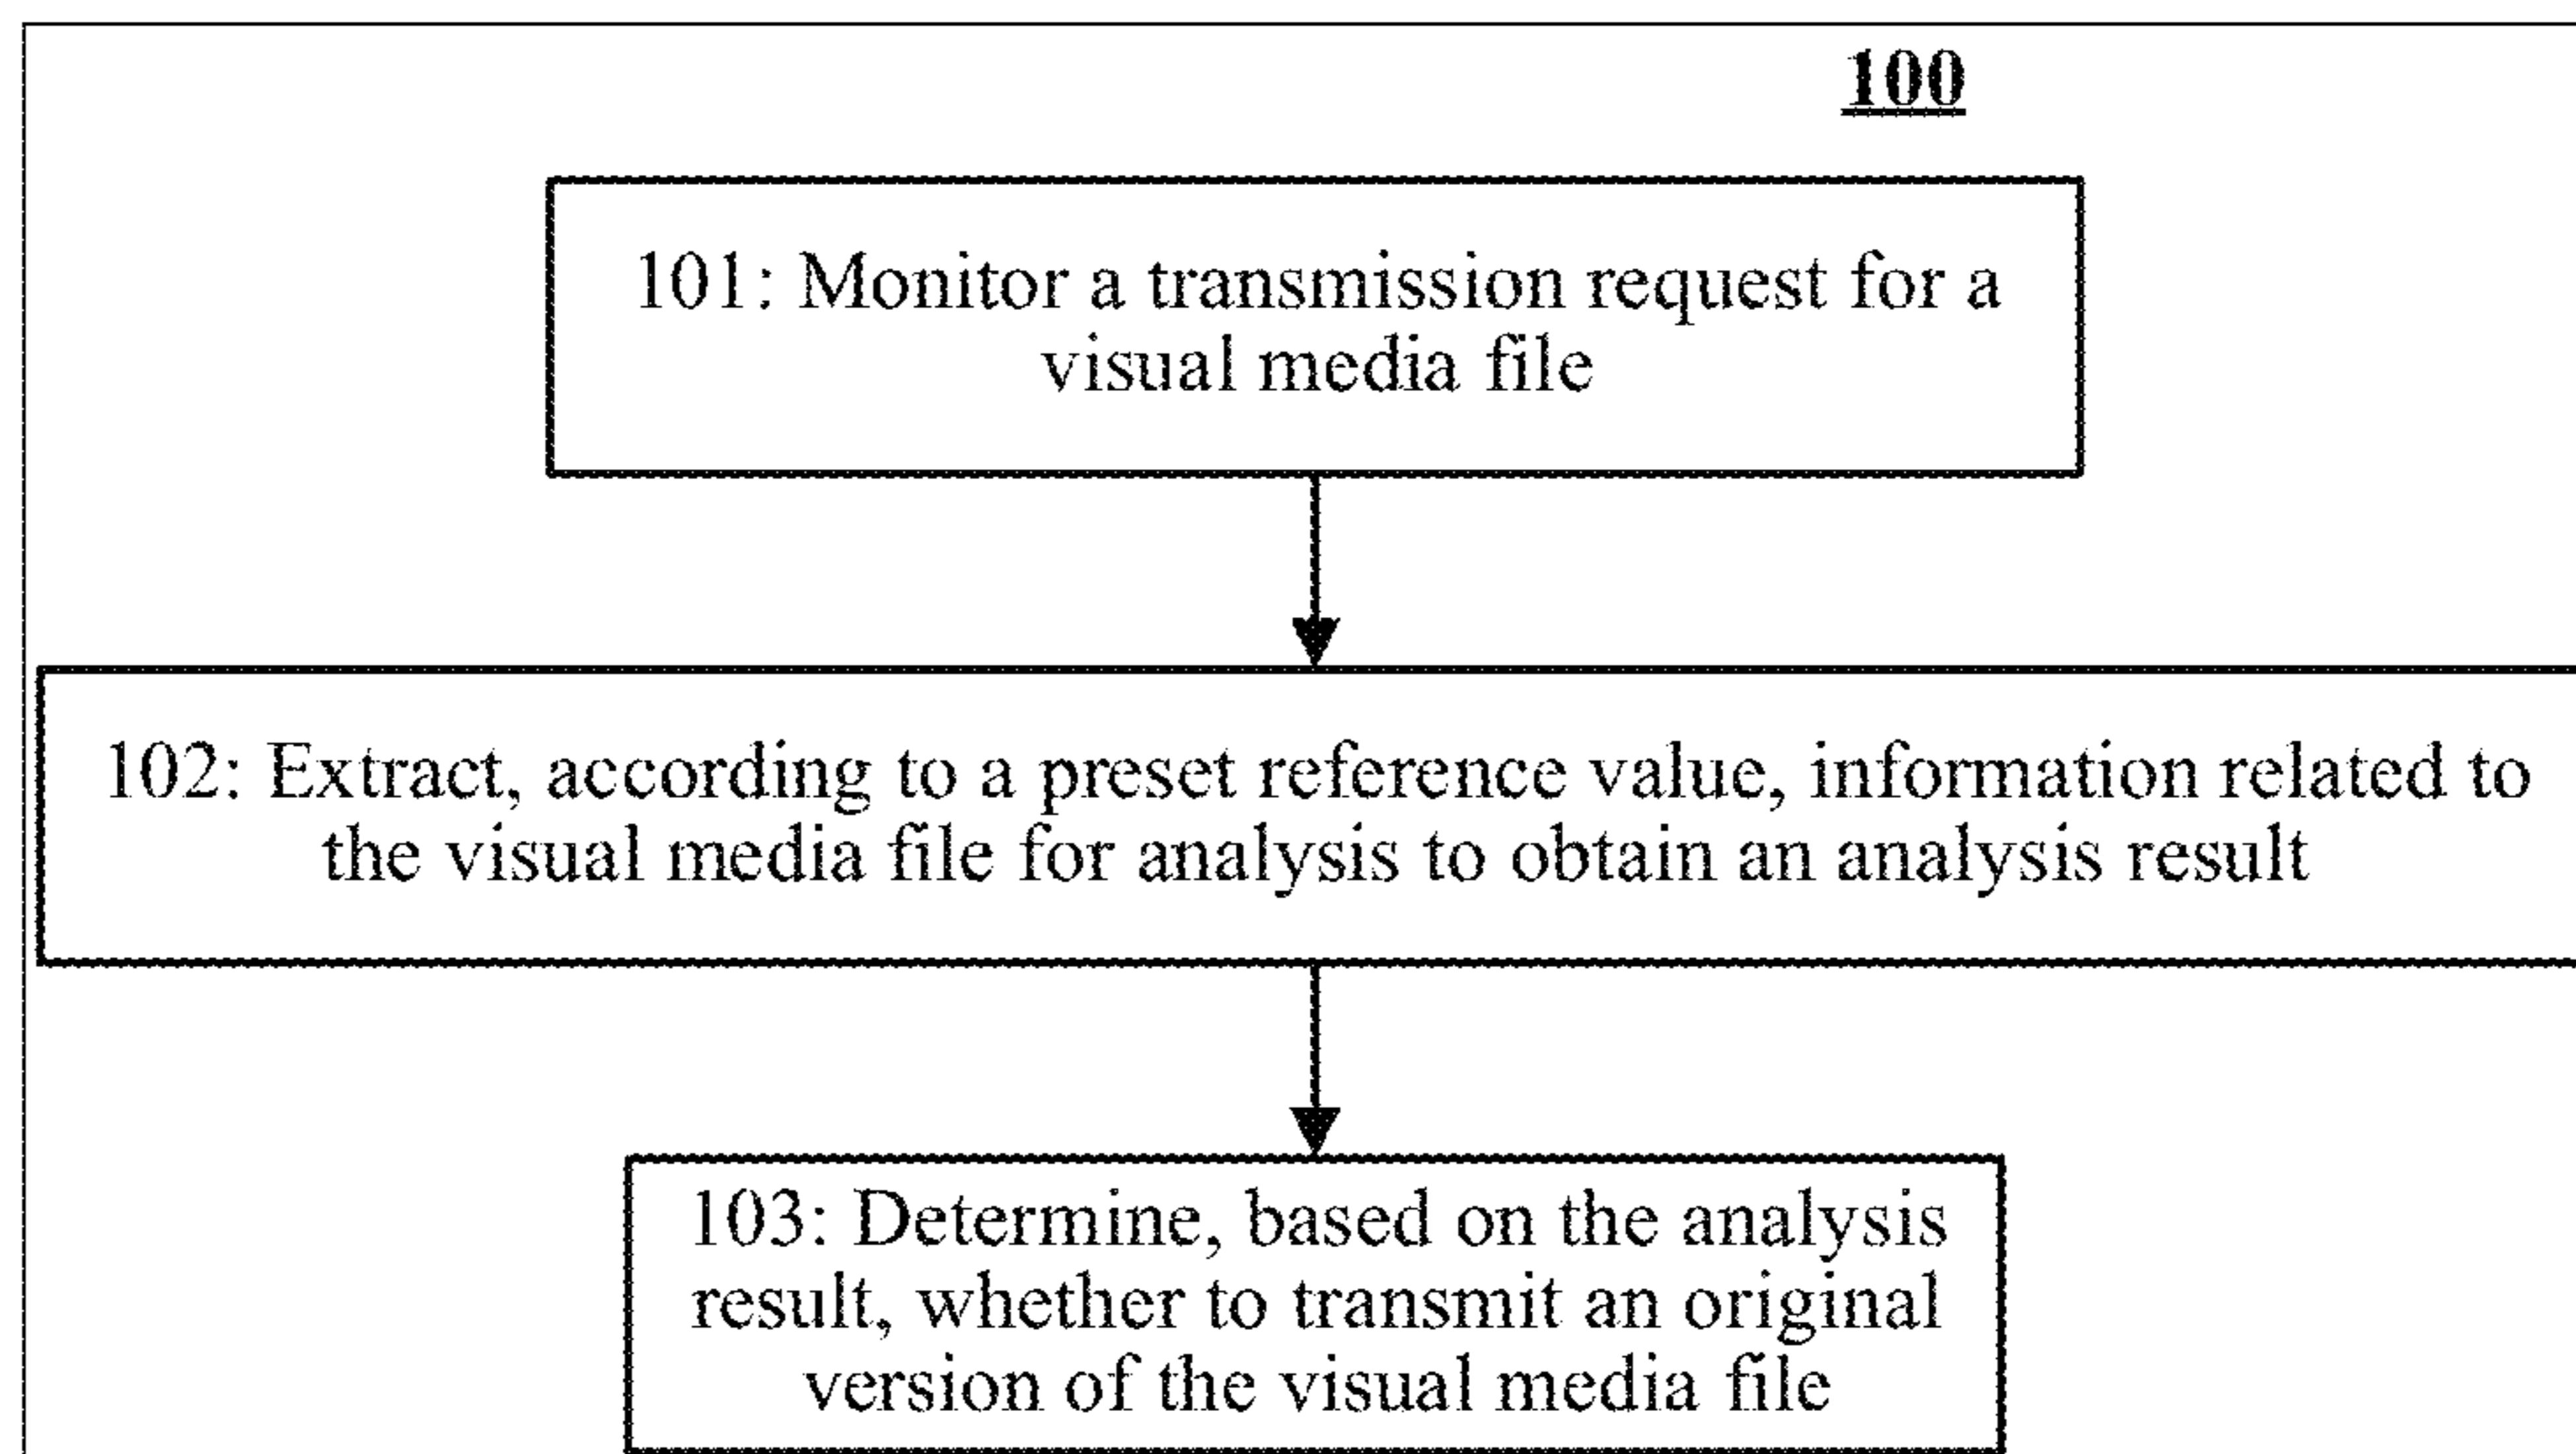 100
101: Monitor a transmission request for a
visual media file
102: Extract, according to a preset reference value, information related to
the visual media file for analysis to obtain an analysis result
103: Determine, based on the analysis
result, whether to transmit an original
version of the visual media file